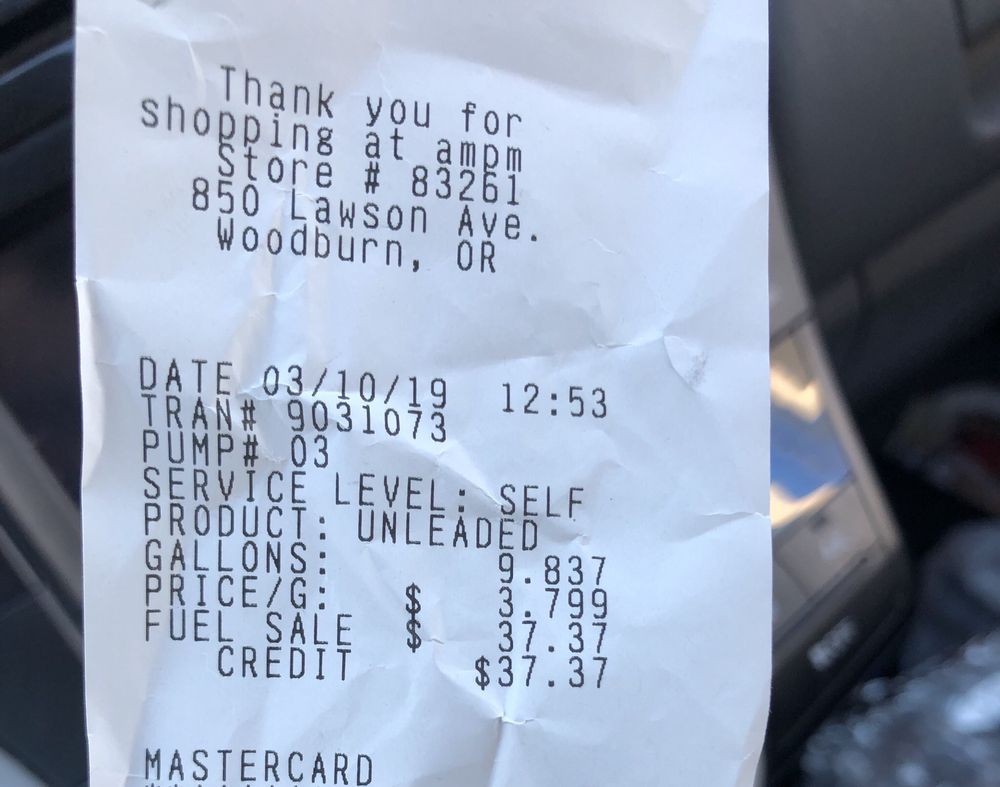 Thank you for
shopping at ampm
Store # 83261
850 Lawson Ave.
Woodburn, OR
DATE 03/10/19 12:53
TRAN# 9031073
PUMP# 03
SERVICE LEVEL: SELF
PRODUCT: UNLEADED
GALLONS: 9.837
PRICE/G: $ 3.799
FUEL SALE $ 37.37
CREDIT $37.37
MASTERCARD